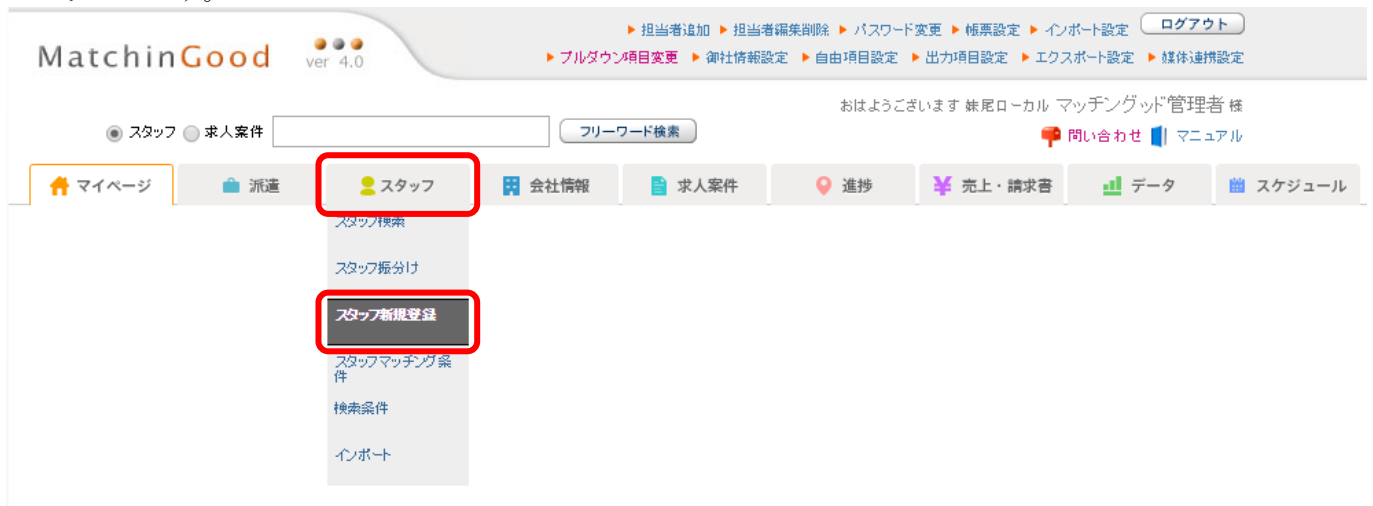 MatchinGood ver 4.0
担当者追加 担当者編集削除 パスワード変更 帳票設定 インポート設定 ログアウト
プルダウン項目変更 御社情報設定 自由項目設定 出力項目設定 エクスポート設定 媒体連携設定
おはようございます 妹尾ローカル マッチングッド管理者 様
スタッフ 求人案件 フリーワード検索
問い合わせ マニュアル
マイページ 派遣 スタッフ 会社情報 求人案件 進捗 売上・請求書 データ スケジュール
スタッフ検索
スタッフ振分け
スタッフ新規登録
スタッフマッチング条
件
検索条件
インポート